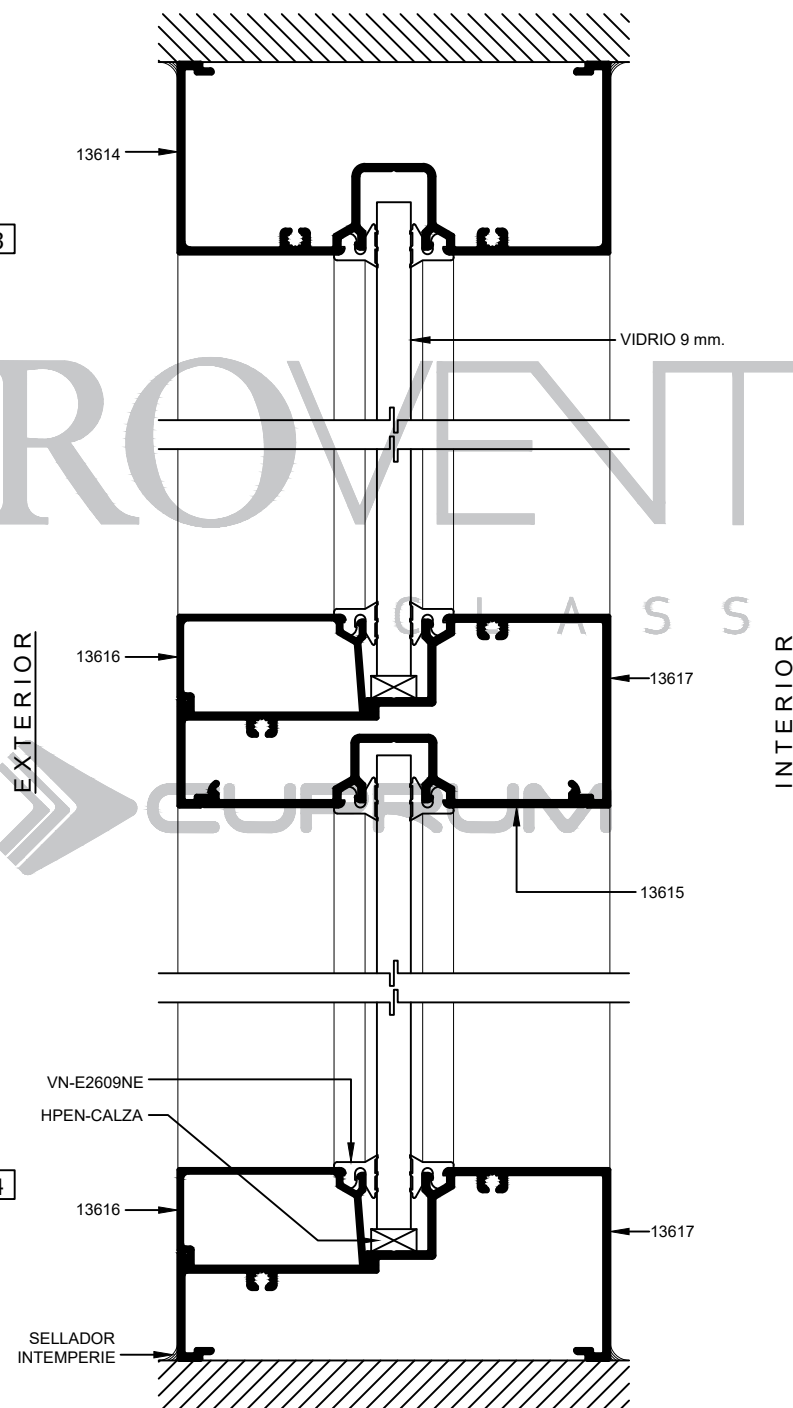 13614
3
VIDRIO 9 mm.
ROVENT
CLASS
EXTERIOR
INTERIOR
13616
13617
CUPRUM
13615
VN-E2609NE
HPEN-CALZA
4
13616
13617
SELLADOR
INTEMPERIE